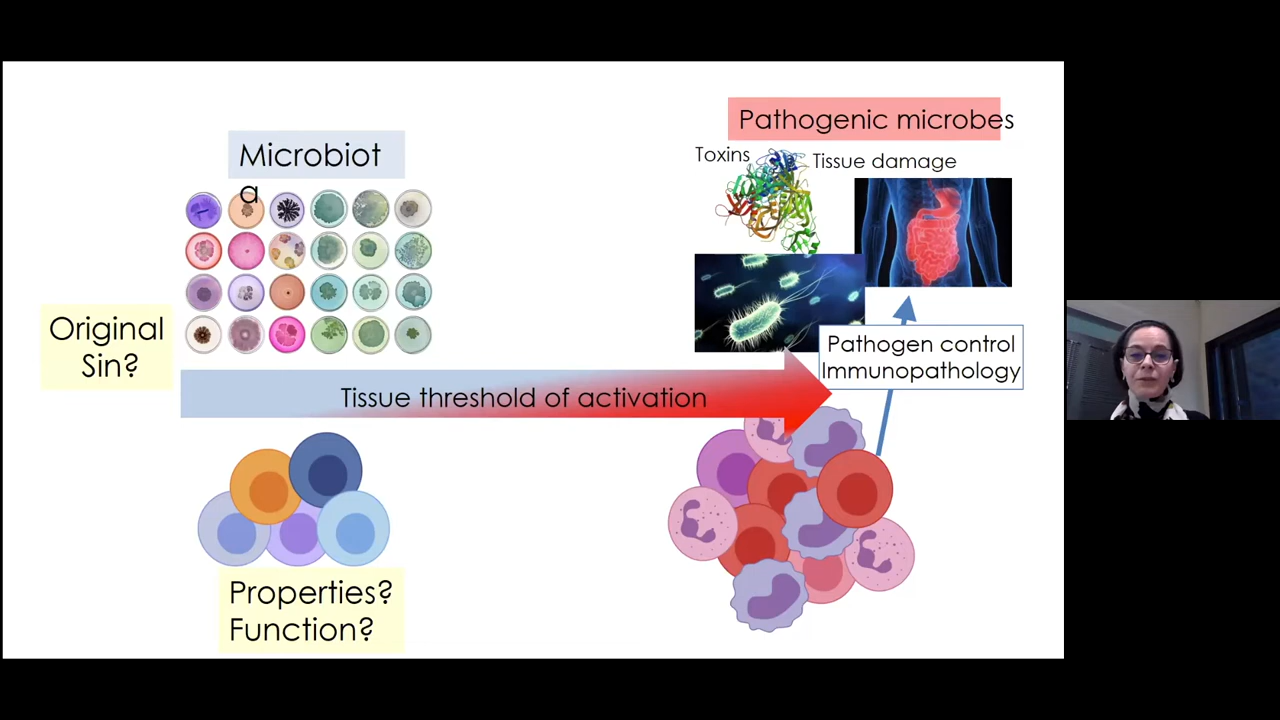 Microbiot
a
Original
Sin?
Pathogenic microbes
Toxins
Tissue damage
Pathogen control
Immunopathology
Tissue threshold of activation
Properties?
Function?